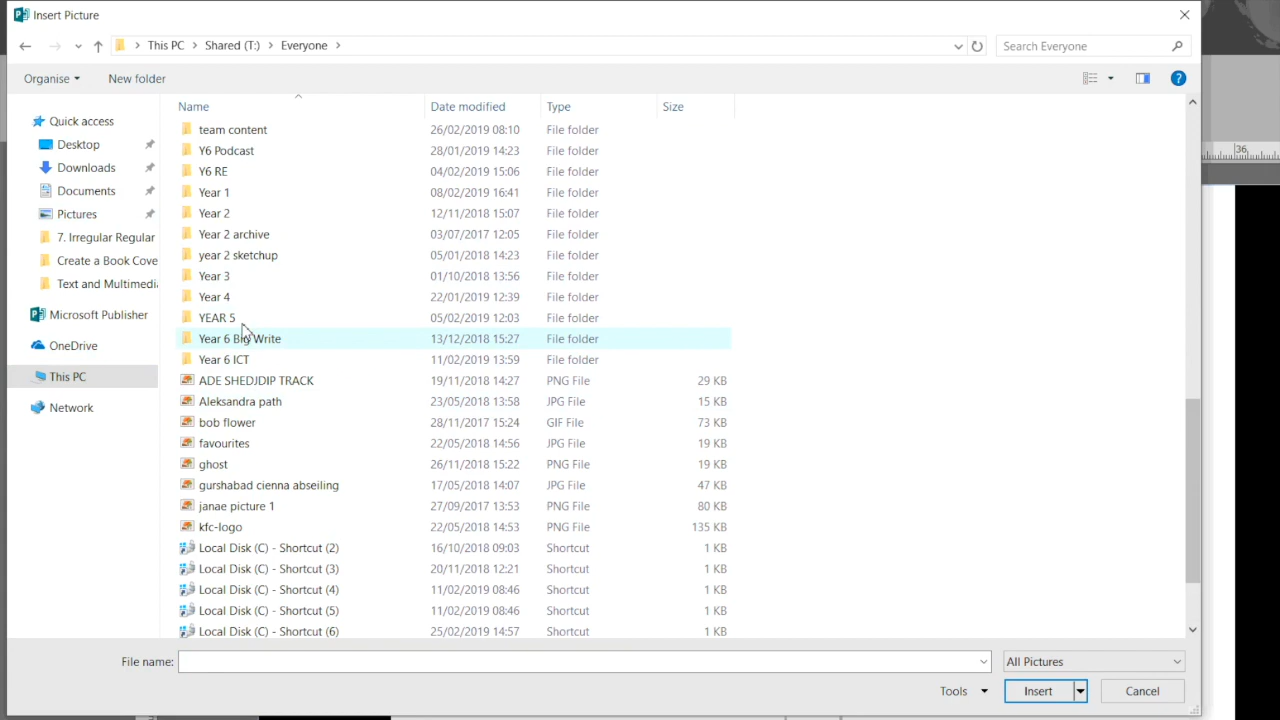 Insert Picture
This PC > Shared (T:) > Everyone >
Search Everyone
Organise New folder
Name Date modified Type Size
Quick access
Desktop
Downloads
Documents
Pictures
7. Irregular Regular
Create a Book Cove
Text and Multimedi
Microsoft Publisher
OneDrive
This PC
Network
team content 26/02/2019 08:10 File folder
Y6 Podcast 28/01/2019 14:23 File folder
Y6 RE 04/02/2019 15:06 File folder
Year 1 08/02/2019 16:41 File folder
Year 2 12/11/2018 15:07 File folder
Year 2 archive 03/07/2017 12:05 File folder
year 2 sketchup 05/01/2018 14:23 File folder
Year 3 01/10/2018 13:56 File folder
Year 4 22/01/2019 12:39 File folder
YEAR 5 05/02/2019 12:03 File folder
Year 6 Big Write 13/12/2018 15:27 File folder
Year 6 ICT 11/02/2019 13:59 File folder
ADE SHEDJDIP TRACK 19/11/2018 14:27 PNG File 29 KB
Aleksandra path 23/05/2018 13:58 JPG File 15 KB
bob flower 28/11/2017 15:24 GIF File 73 KB
favourites 22/05/2018 14:56 JPG File 19 KB
ghost 26/11/2018 15:22 PNG File 19 KB
gurshabad cienna abseiling 17/05/2018 14:07 JPG File 47 KB
janae picture 1 27/09/2017 13:53 PNG File 80 KB
kfc-logo 22/05/2018 14:53 PNG File 135 KB
Local Disk (C) - Shortcut (2) 16/10/2018 09:03 Shortcut 1 KB
Local Disk (C) - Shortcut (3) 20/11/2018 12:21 Shortcut 1 KB
Local Disk (C) - Shortcut (4) 11/02/2019 08:46 Shortcut 1 KB
Local Disk (C) - Shortcut (5) 11/02/2019 08:46 Shortcut 1 KB
Local Disk (C) - Shortcut (6) 25/02/2019 14:57 Shortcut 1 KB
36
File name: All Pictures
Tools Insert Cancel